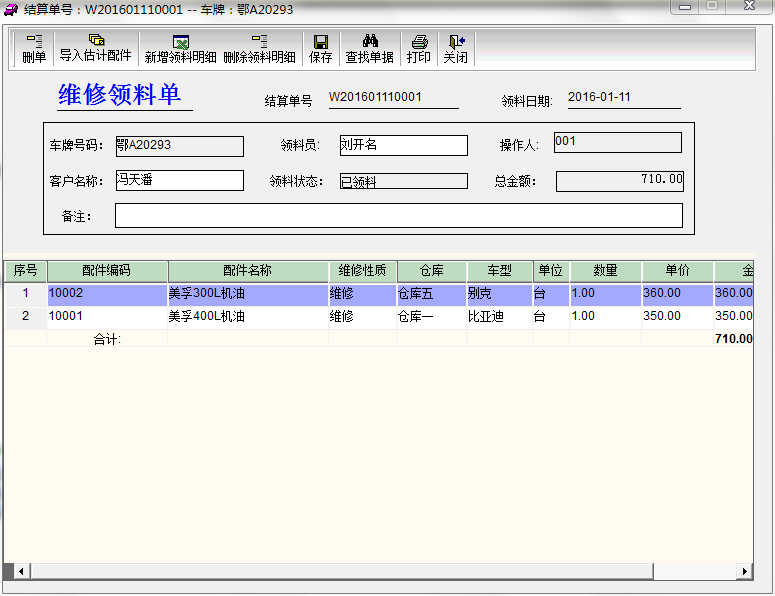 结算单号：W201601110001 -- 车牌：鄂A20293
删单 导入估计配件 新增领料明细 删除领料明细 保存 查找单据 打印 关闭
维修领料单 结算单号 W201601110001 领料日期: 2016-01-11
车牌号码: 鄂A20293 领料员: 刘开名 操作人: 001
客户名称: 冯天潘 领料状态: 已领料 总金额: 710.00
备注:
序号 配件编码 配件名称 维修性质 仓库 车型 单位 数量 单价 金
1 10002 美孚300L机油 维修 仓库五 别克 台 1.00 360.00 360.00
2 10001 美孚400L机油 维修 仓库一 比亚迪 台 1.00 350.00 350.00
合计: 710.00